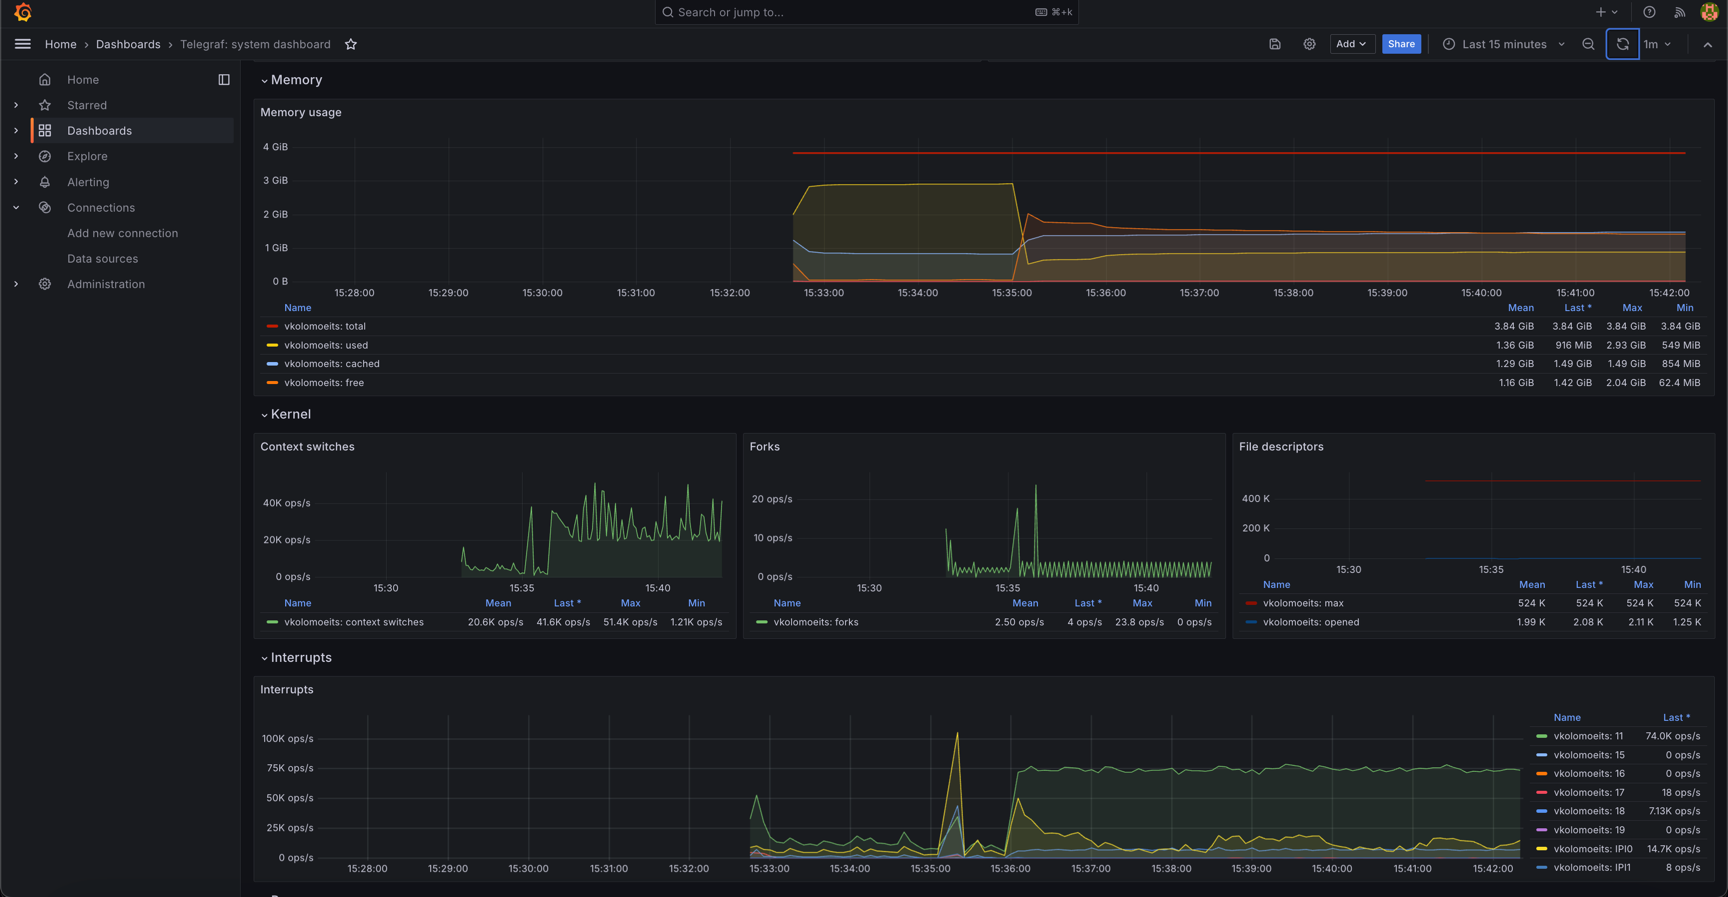 Search or jump to...
⌘+k
Home › Dashboards › Telegraf: system dashboard
Add
Share
Last 15 minutes
1m
Home
Starred
Dashboards
Explore
Alerting
Connections
Add new connection
Data sources
Administration
Memory
Memory usage
4 GiB
3 GiB
2 GiB
1 GiB
0 B
15:28:00 15:29:00 15:30:00 15:31:00 15:32:00 15:33:00 15:34:00 15:35:00 15:36:00 15:37:00 15:38:00 15:39:00 15:40:00 15:41:00 15:42:00
Name Mean Last * Max Min
vkolomoeits: total 3.84 GiB 3.84 GiB 3.84 GiB 3.84 GiB
vkolomoeits: used 1.36 GiB 916 MiB 2.93 GiB 549 MiB
vkolomoeits: cached 1.29 GiB 1.49 GiB 1.49 GiB 854 MiB
vkolomoeits: free 1.16 GiB 1.42 GiB 2.04 GiB 62.4 MiB
Kernel
Context switches
40K ops/s
20K ops/s
0 ops/s
15:30 15:35 15:40
Name Mean Last * Max Min
vkolomoeits: context switches 20.6K ops/s 41.6K ops/s 51.4K ops/s 1.21K ops/s
Forks
20 ops/s
10 ops/s
0 ops/s
15:30 15:35 15:40
Name Mean Last * Max Min
vkolomoeits: forks 2.50 ops/s 4 ops/s 23.8 ops/s 0 ops/s
File descriptors
400 K
200 K
0
15:30 15:35 15:40
Name Mean Last * Max Min
vkolomoeits: max 524 K 524 K 524 K 524 K
vkolomoeits: opened 1.99 K 2.08 K 2.11 K 1.25 K
Interrupts
Interrupts
100K ops/s
75K ops/s
50K ops/s
25K ops/s
0 ops/s
15:28:00 15:29:00 15:30:00 15:31:00 15:32:00 15:33:00 15:34:00 15:35:00 15:36:00 15:37:00 15:38:00 15:39:00 15:40:00 15:41:00 15:42:00
Name Last *
vkolomoeits: 11 74.0K ops/s
vkolomoeits: 15 0 ops/s
vkolomoeits: 16 0 ops/s
vkolomoeits: 17 18 ops/s
vkolomoeits: 18 7.13K ops/s
vkolomoeits: 19 0 ops/s
vkolomoeits: IPI0 14.7K ops/s
vkolomoeits: IPI1 8 ops/s